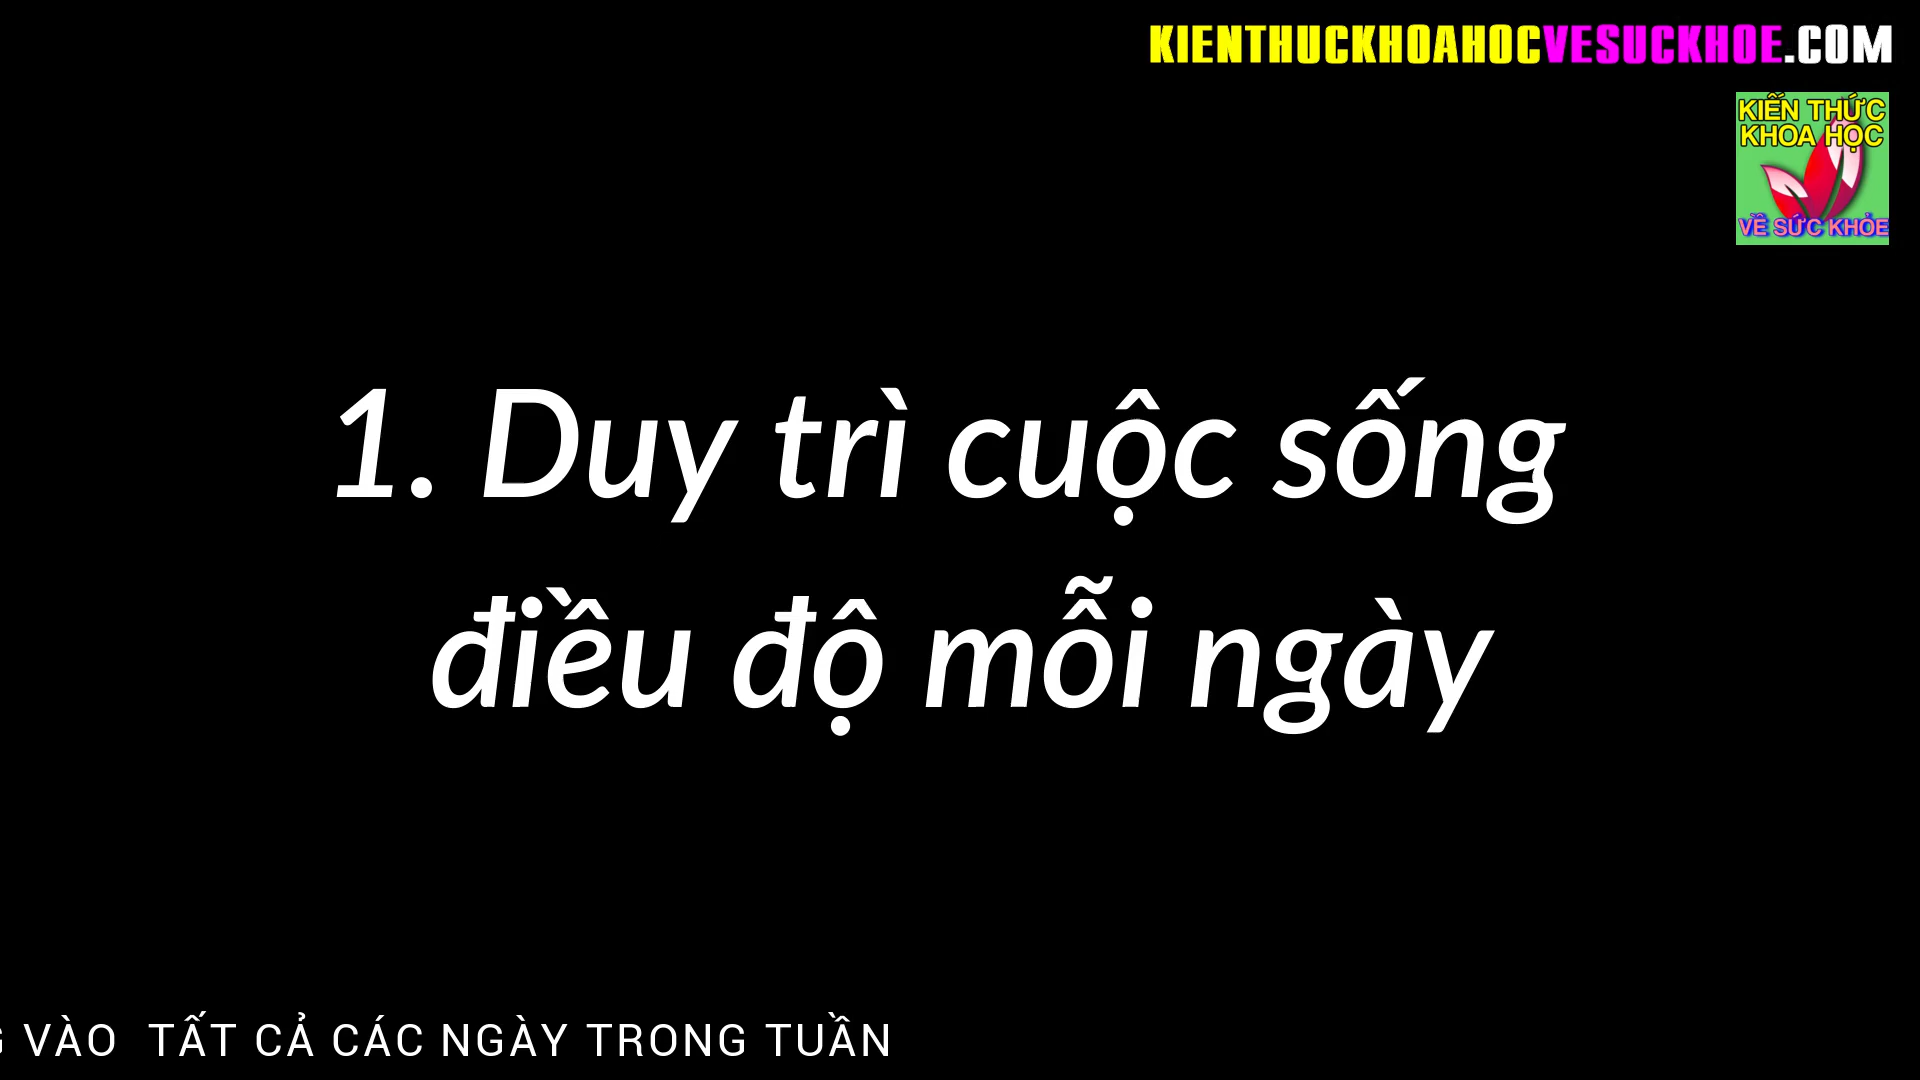 KIENTHUCKHOAHOCVESUCKHOE.COM
KIẾN THỨC
KHOA HỌC
VỀ SỨC KHỎE
1. Duy trì cuộc sống
điều độ mỗi ngày
VÀO TẤT CẢ CÁC NGÀY TRONG TUẦN